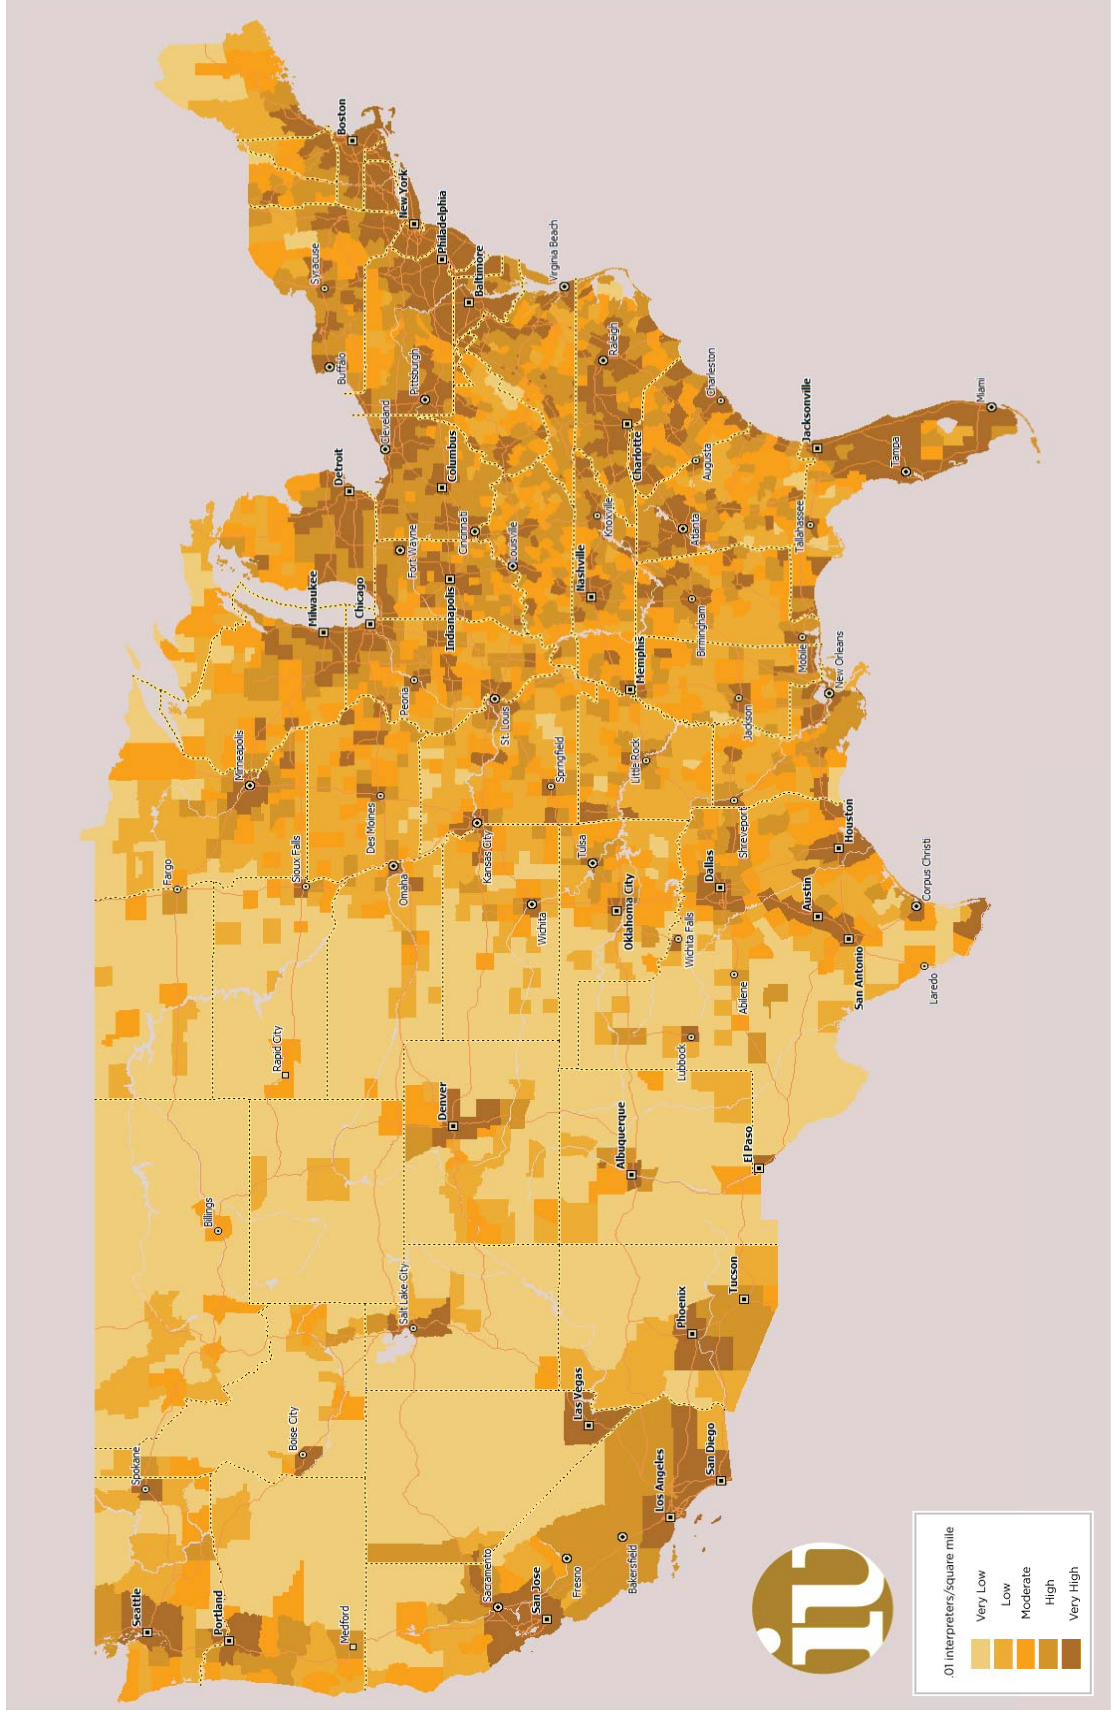 Seattle
Spokane
Portland
Medford
Boise City
Billings
Fargo
Rapid City
Sioux Falls
Minneapolis
Milwaukee
Detroit
Buffalo
Syracuse
Boston
New York
Philadelphia
Baltimore
Pittsburgh
Cleveland
Columbus
Chicago
Fort Wayne
Des Moines
Omaha
Peoria
Indianapolis
Cincinnati
Salt Lake City
Sacramento
San Jose
Fresno
Denver
Kansas City
St. Louis
Louisville
Virginia Beach
Las Vegas
Bakersfield
Wichita
Springfield
Nashville
Knoxville
Raleigh
Tulsa
Los Angeles
Albuquerque
Oklahoma City
Little Rock
Memphis
Charlotte
San Diego
Phoenix
Lubbock
Wichita Falls
Birmingham
Atlanta
Augusta
Charleston
Tucson
El Paso
Abilene
Dallas
Shreveport
Jackson
Mobile
Tallahassee
Jacksonville
Austin
San Antonio
Houston
New Orleans
Tampa
Laredo
Corpus Christi
Miami
iu
.01 interpreters/square mile
Very Low
Low
Moderate
High
Very High